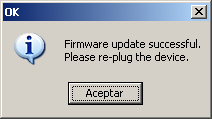 OK
Firmware update successful.
Please re-plug the device.
Aceptar